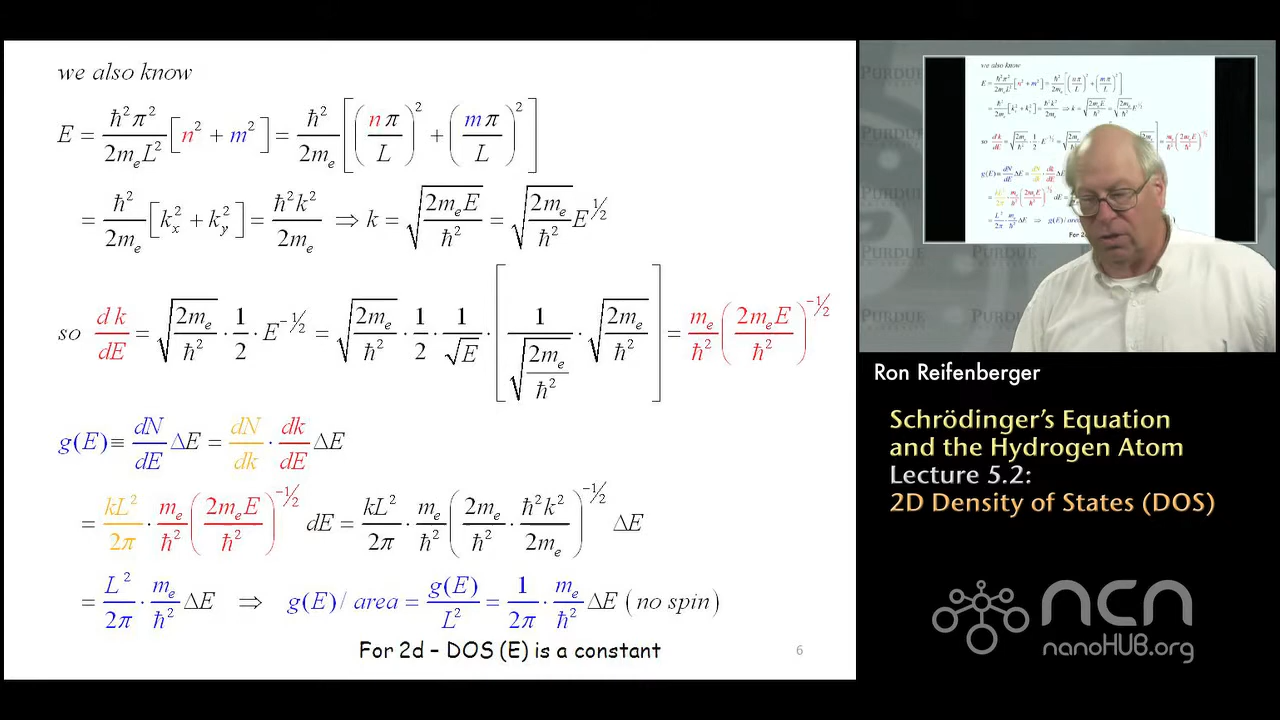 we also know
E = ħ²π²/2mₑL² [n² + m²] = ħ²/2mₑ [(nπ/L)² + (mπ/L)²]
= ħ²/2mₑ [kₓ² + k_y²] = ħ²k²/2mₑ ⇒ k = √(2mₑE/ħ²) = √(2mₑ/ħ²) E^½
so dk/dE = √(2mₑ/ħ²) · 1/2 · E^(−½) = √(2mₑ/ħ²) · 1/2 · 1/√E · [1/√(2mₑ/ħ²) · √(2mₑ/ħ²)] = mₑ/ħ² (2mₑE/ħ²)^(−½)
g(E) ≡ dN/dE ΔE = dN/dk · dk/dE ΔE
= kL²/2π · mₑ/ħ² (2mₑE/ħ²)^(−½) dE = kL²/2π · mₑ/ħ² (2mₑ/ħ² · ħ²k²/2mₑ)^(−½) ΔE
= L²/2π · mₑ/ħ² ΔE ⇒ g(E)/ area = g(E)/L² = 1/2π · mₑ/ħ² ΔE (no spin)
For 2d – DOS (E) is a constant
6
Ron Reifenberger
Schrödinger's Equation
and the Hydrogen Atom
Lecture 5.2:
2D Density of States (DOS)
ncn
nanoHUB.org